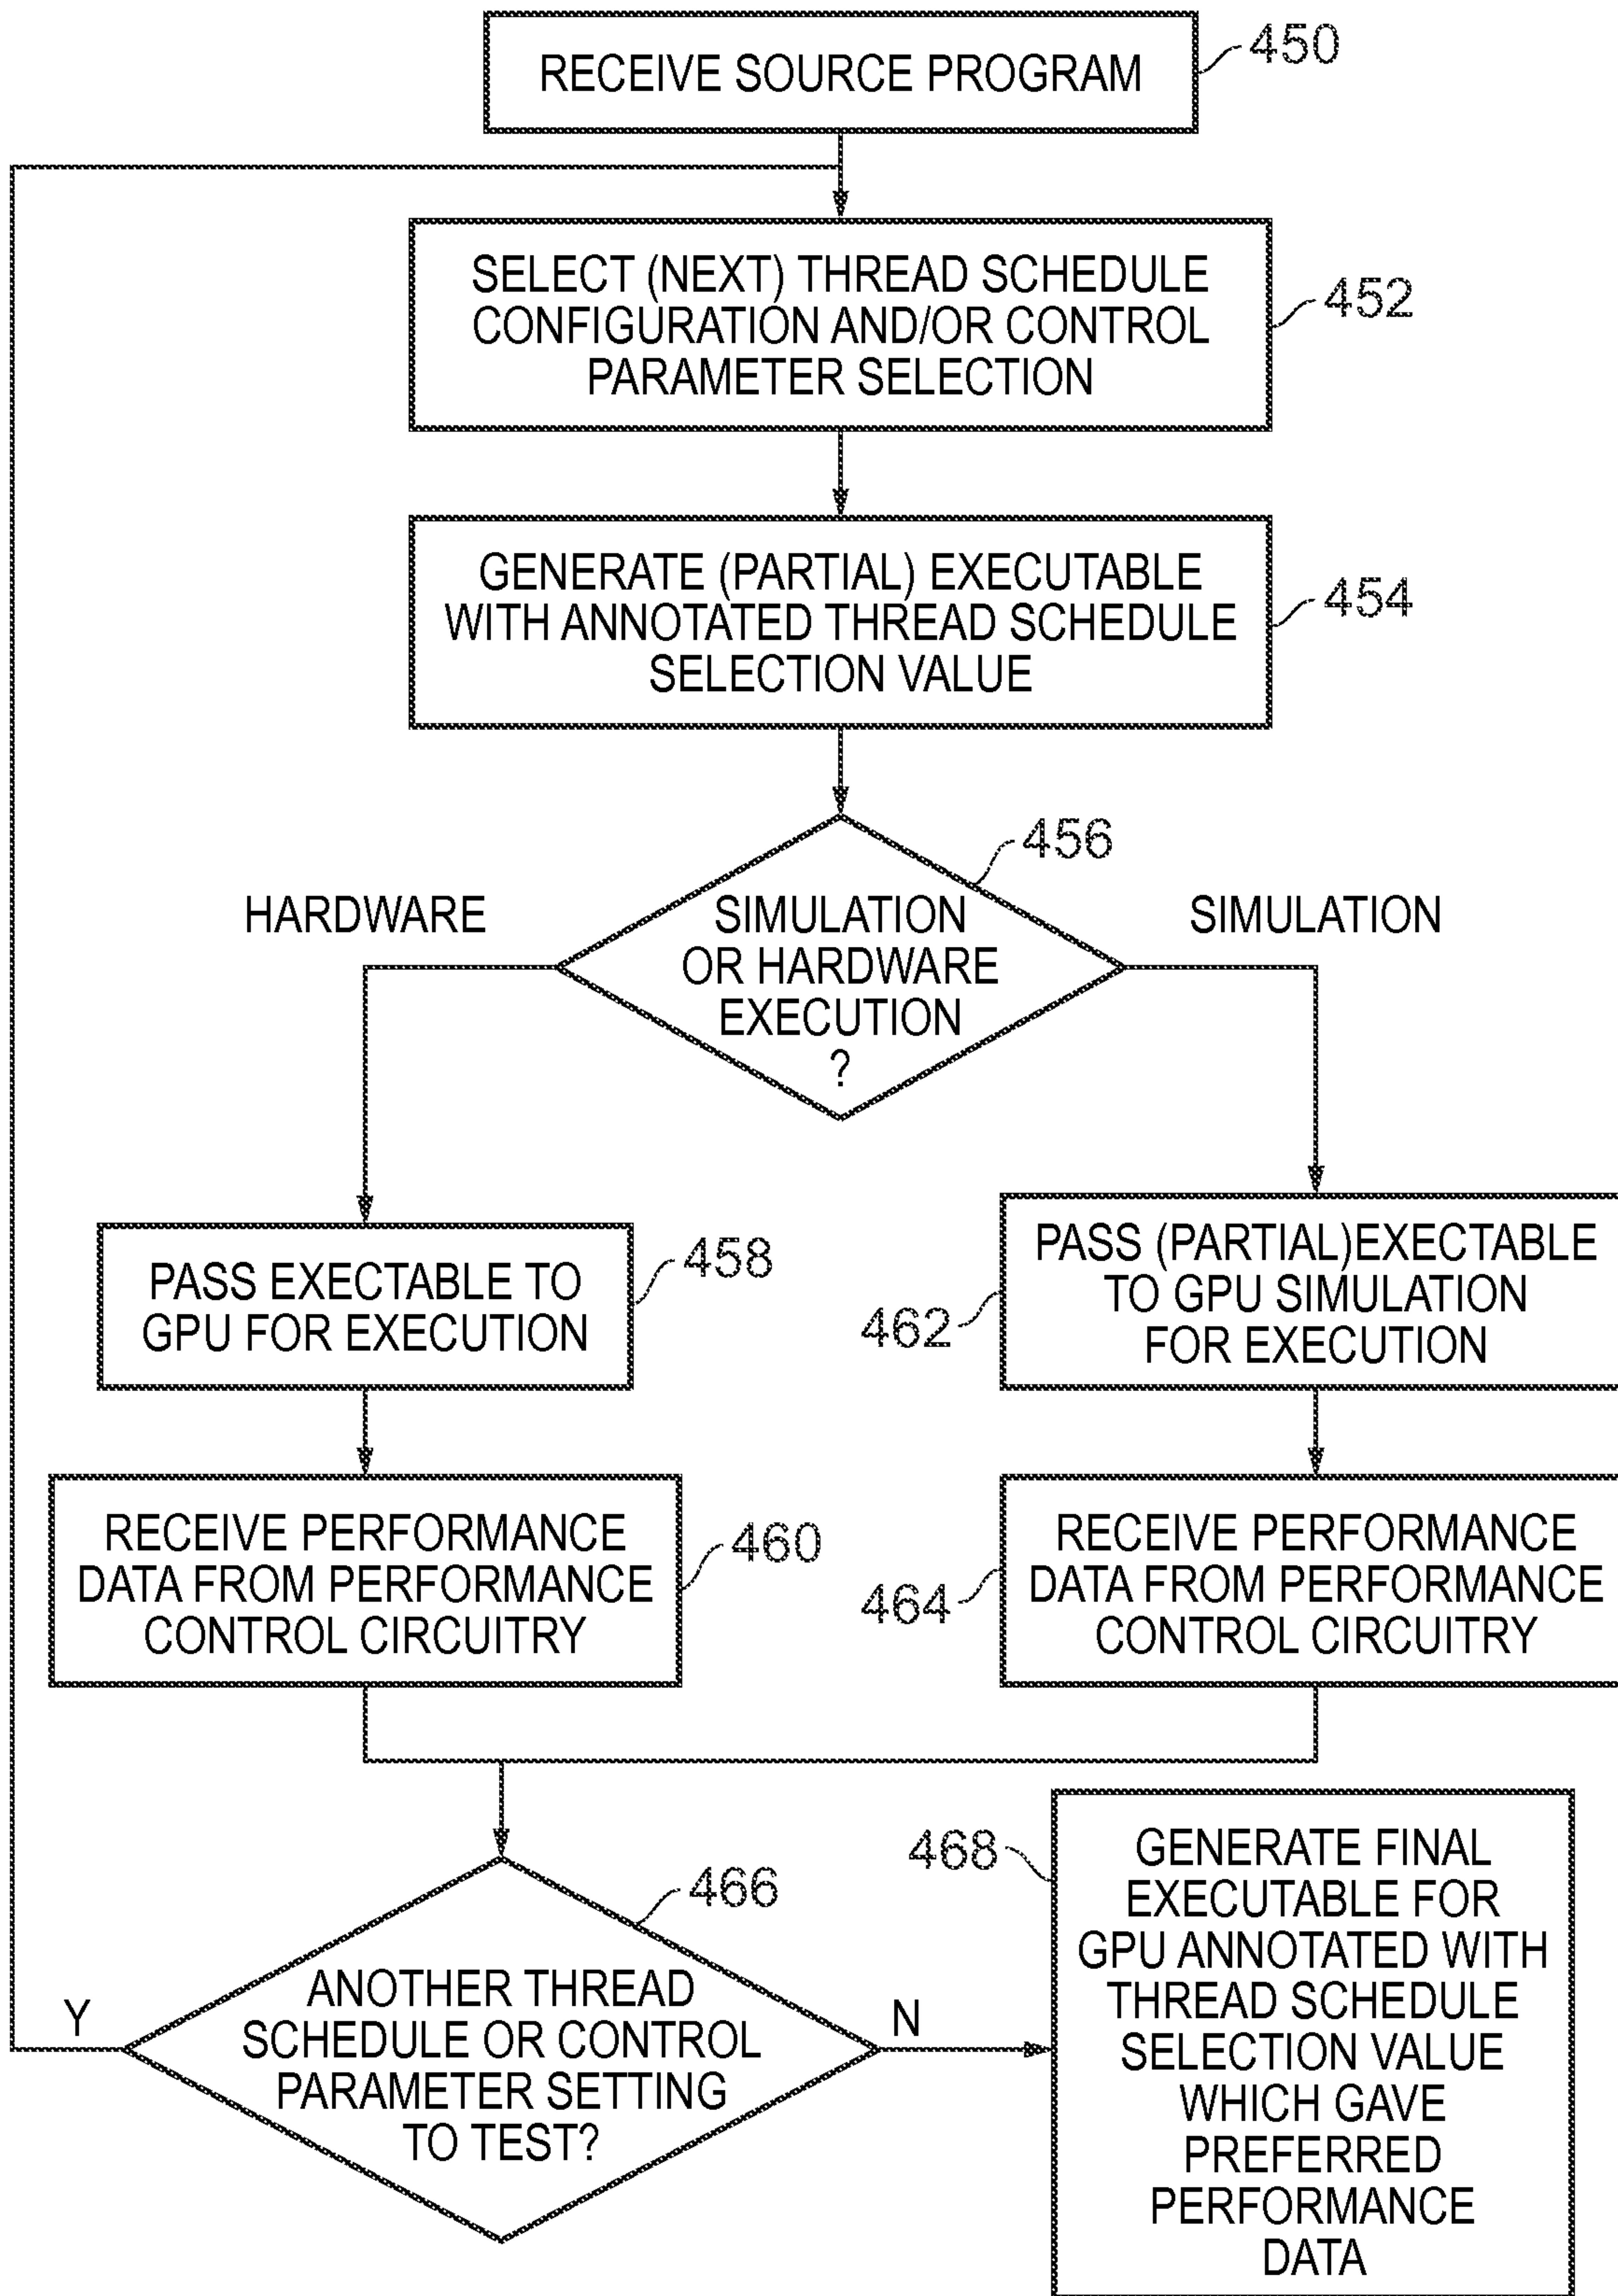 RECEIVE SOURCE PROGRAM
450
SELECT (NEXT) THREAD SCHEDULE
CONFIGURATION AND/OR CONTROL
PARAMETER SELECTION
452
GENERATE (PARTIAL) EXECUTABLE
WITH ANNOTATED THREAD SCHEDULE
SELECTION VALUE
454
456
HARDWARE
SIMULATION
OR HARDWARE
EXECUTION
?
SIMULATION
PASS EXECTABLE TO
GPU FOR EXECUTION
458
PASS (PARTIAL)EXECTABLE
TO GPU SIMULATION
FOR EXECUTION
462
RECEIVE PERFORMANCE
DATA FROM PERFORMANCE
CONTROL CIRCUITRY
460
RECEIVE PERFORMANCE
DATA FROM PERFORMANCE
CONTROL CIRCUITRY
464
466
ANOTHER THREAD
SCHEDULE OR CONTROL
PARAMETER SETTING
TO TEST?
Y
N
468
GENERATE FINAL
EXECUTABLE FOR
GPU ANNOTATED WITH
THREAD SCHEDULE
SELECTION VALUE
WHICH GAVE
PREFERRED
PERFORMANCE
DATA